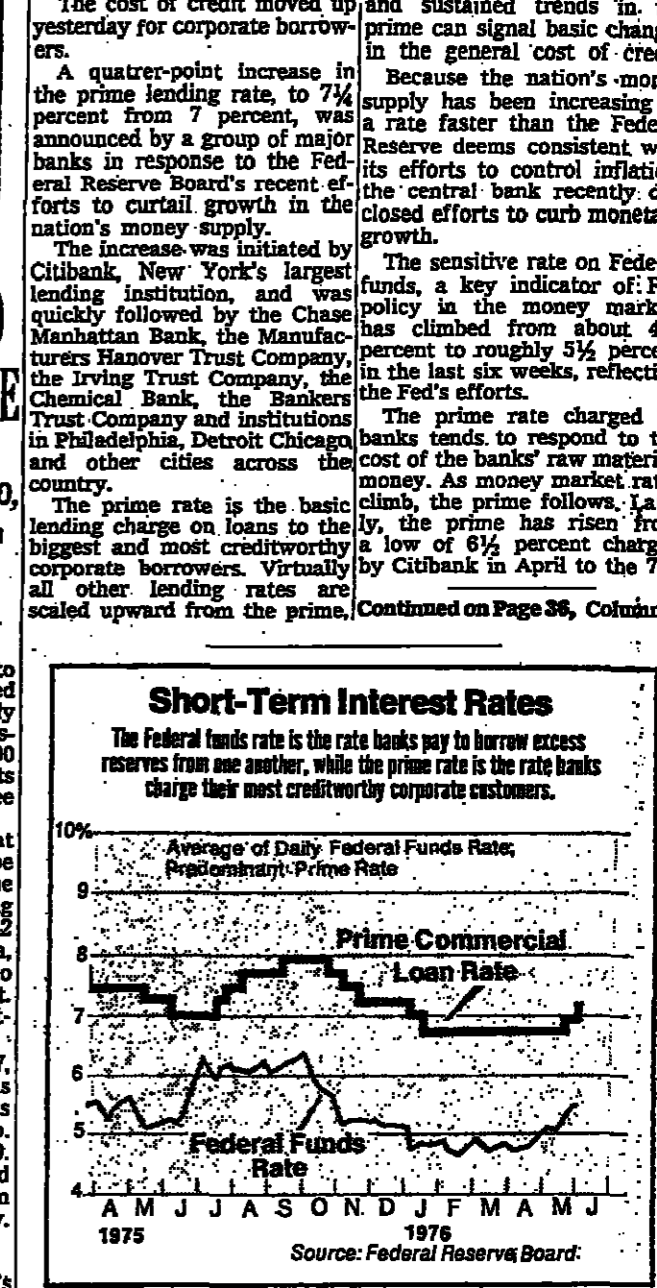 The cost of credit moved up
yesterday for corporate borrow-
ers.
A quatrer-point increase in
the prime lending rate, to 7¼
percent from 7 percent, was
announced by a group of major
banks in response to the Fed-
eral Reserve Board's recent ef-
forts to curtail growth in the
nation's money supply.
The increase was initiated by
Citibank, New York's largest
lending institution, and was
quickly followed by the Chase
Manhattan Bank, the Manufac-
turers Hanover Trust Company,
the Irving Trust Company, the
Chemical Bank, the Bankers
Trust Company and institutions
in Philadelphia, Detroit Chicago
and other cities across the
country.
The prime rate is the basic
lending charge on loans to the
biggest and most creditworthy
corporate borrowers. Virtually
all other lending rates are
scaled upward from the prime,
and sustained trends in
prime can signal basic chang
in the general cost of cred
Because the nation's mon
supply has been increasing
a rate faster than the Fede
Reserve deems consistent w
its efforts to control inflati
the central bank recently d
closed efforts to curb moneta
growth.
The sensitive rate on Fede
funds, a key indicator of F
policy in the money mark
has climbed from about 4
percent to roughly 5½ perce
in the last six weeks, reflecti
the Fed's efforts.
The prime rate charged
banks tends to respond to t
cost of the banks' raw materi
money. As money market rat
climb, the prime follows. La
ly, the prime has risen fro
a low of 6½ percent charg
by Citibank in April to the 7
Continued on Page 36, Column
Short-Term Interest Rates
The Federal funds rate is the rate banks pay to borrow excess
reserves from one another, while the prime rate is the rate banks
charge their most creditworthy corporate customers.
10%
Average of Daily Federal Funds Rate;
Predominant Prime Rate
9
8
Prime Commercial
Loan Rate
7
6
5
Federal Funds
Rate
4
A M J J A S O N D J F M A M J
1975 1976
Source: Federal Reserve Board